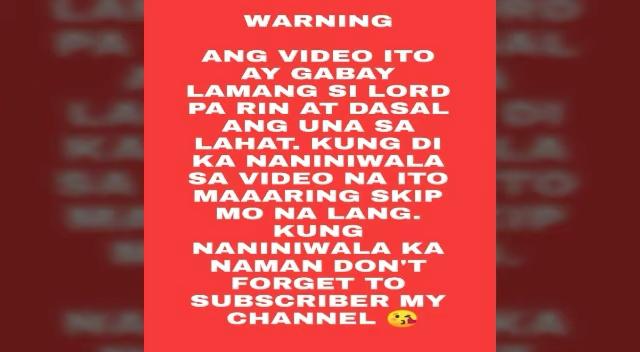 WARNING
ANG VIDEO ITO
AY GABAY
LAMANG SI LORD
PA RIN AT DASAL
ANG UNA SA
LAHAT. KUNG DI
KA NANINIWALA
SA VIDEO NA ITO
MAAARING SKIP
MO NA LANG.
KUNG
NANINIWALA KA
NAMAN DON'T
FORGET TO
SUBSCRIBER MY
CHANNEL 😘